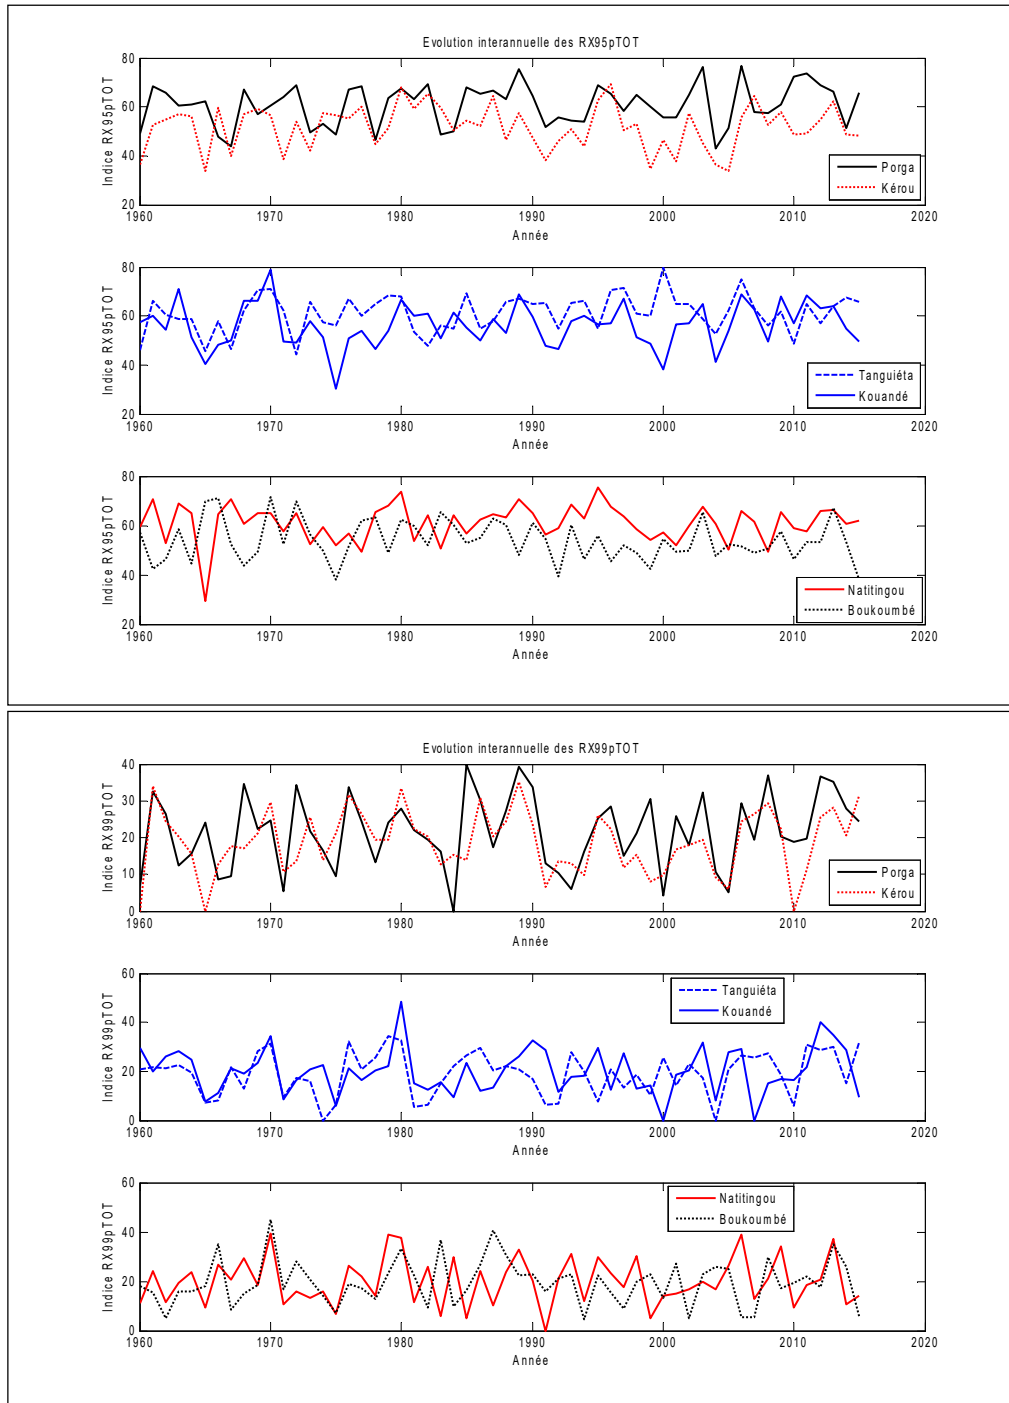 Evolution interannuelle des RX95pTOT
Indice RX95pTOT
80
60
40
20
1960 1970 1980 1990 2000 2010 2020
Année
Porga
Kérou
Indice RX95pTOT
80
60
40
20
1960 1970 1980 1990 2000 2010 2020
Année
Tanguiéta
Kouandé
Indice RX95pTOT
80
60
40
20
1960 1970 1980 1990 2000 2010 2020
Année
Natitingou
Boukoumbé
Evolution interannuelle des RX99pTOT
Indice RX99pTOT
40
30
20
10
0
1960 1970 1980 1990 2000 2010 2020
Année
Porga
Kérou
Indice RX99pTOT
60
40
20
0
1960 1970 1980 1990 2000 2010 2020
Année
Tanguiéta
Kouandé
Indice RX99pTOT
60
40
20
0
1960 1970 1980 1990 2000 2010 2020
Année
Natitingou
Boukoumbé